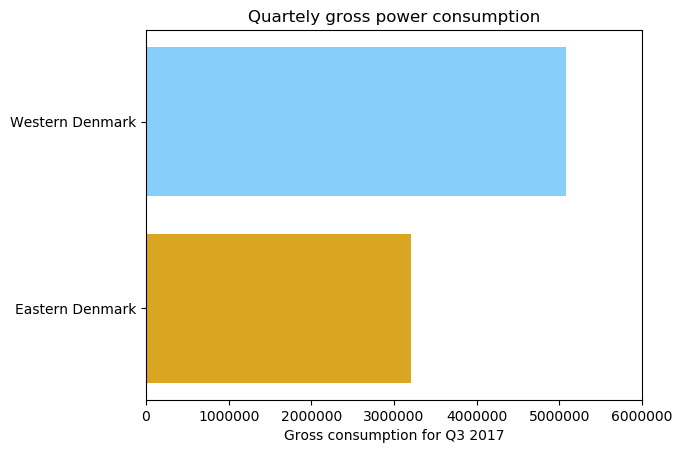 Quartely gross power consumption
Western Denmark
Eastern Denmark
0 1000000 2000000 3000000 4000000 5000000 6000000
Gross consumption for Q3 2017